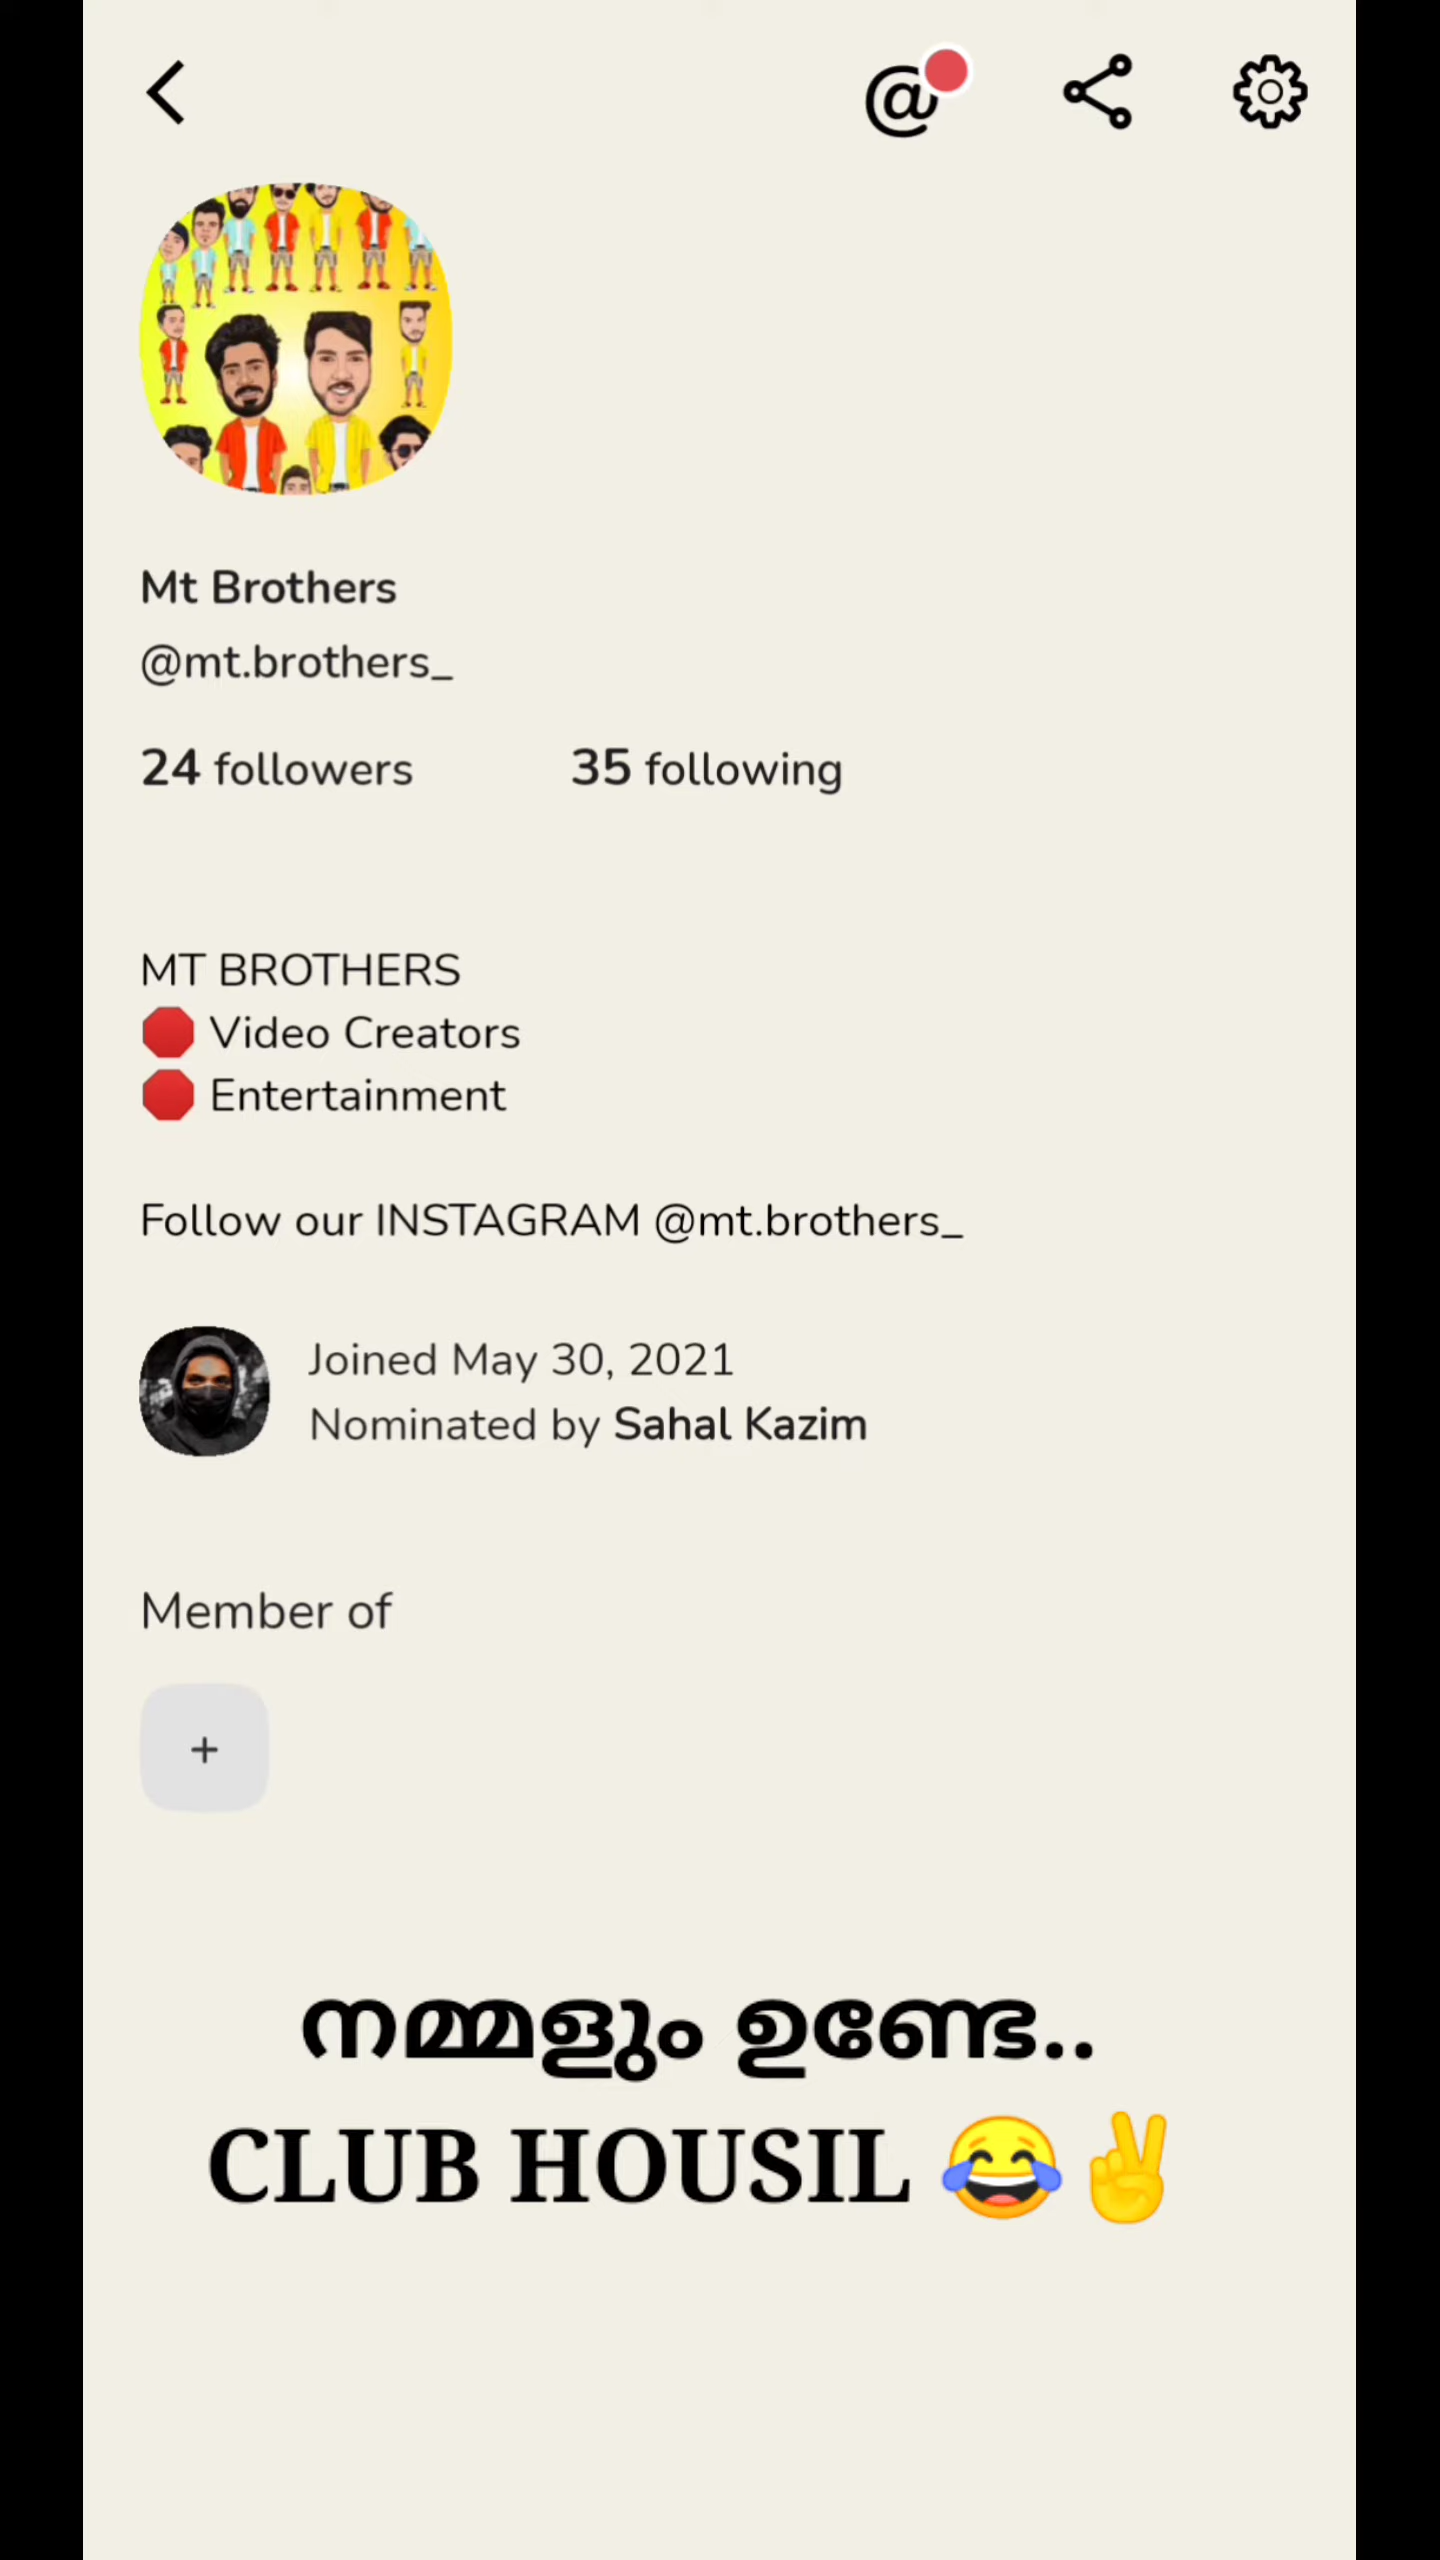 Mt Brothers
@mt.brothers_
24 followers 35 following
MT BROTHERS
🛑 Video Creators
🛑 Entertainment
Follow our INSTAGRAM @mt.brothers_
Joined May 30, 2021
Nominated by Sahal Kazim
Member of
+
നമ്മളും ഉണ്ടേ..
CLUB HOUSIL 😂✌️